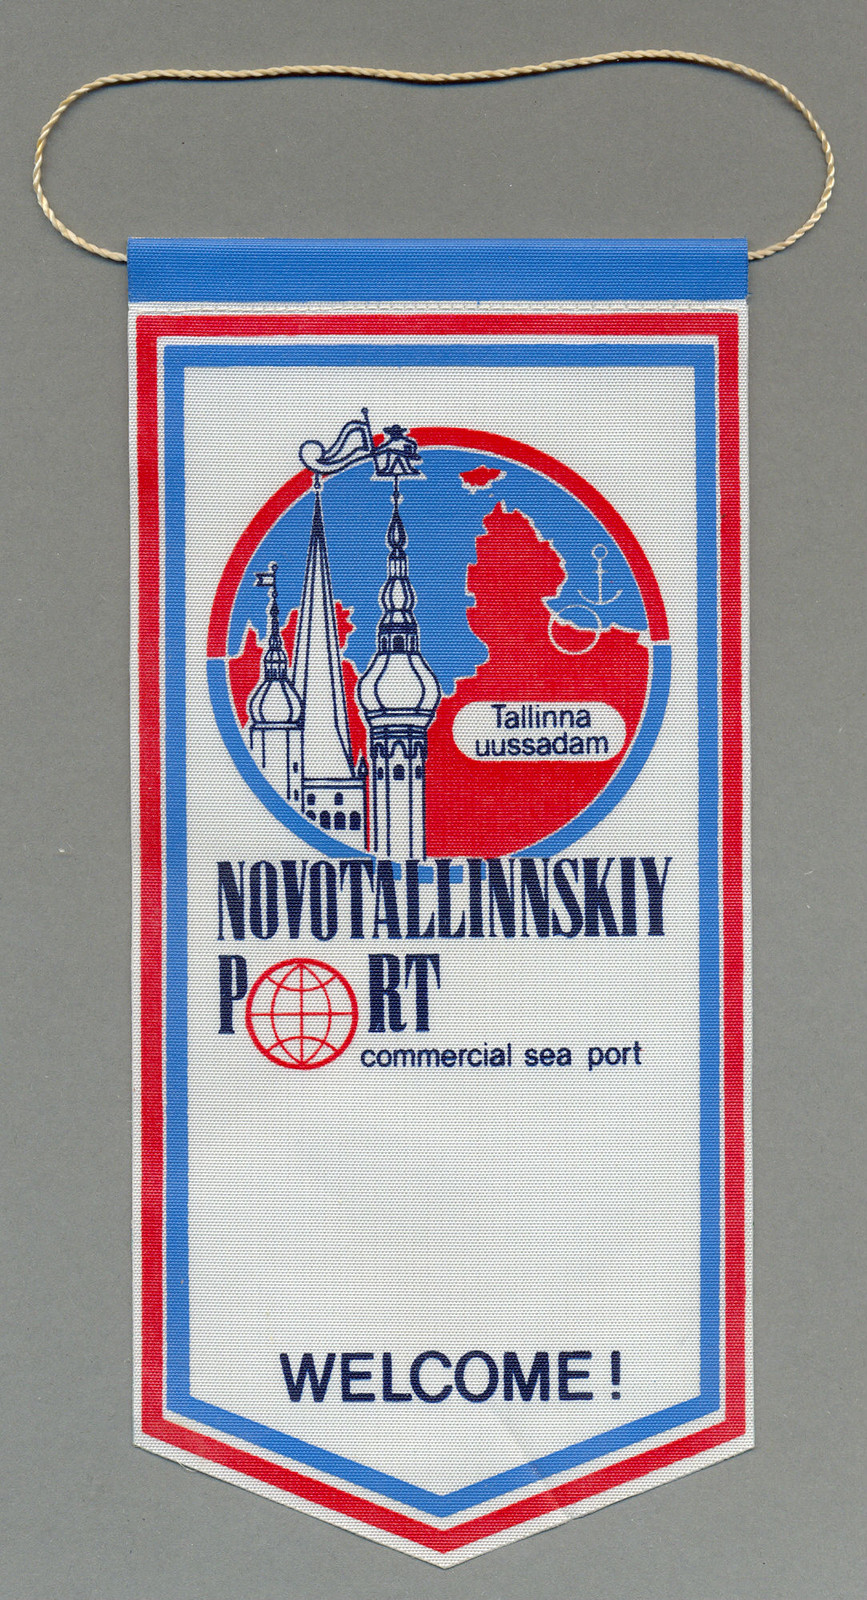 Tallinna
uussadam
NOVOTALLINNSKIY
PORT
commercial sea port
WELCOME!